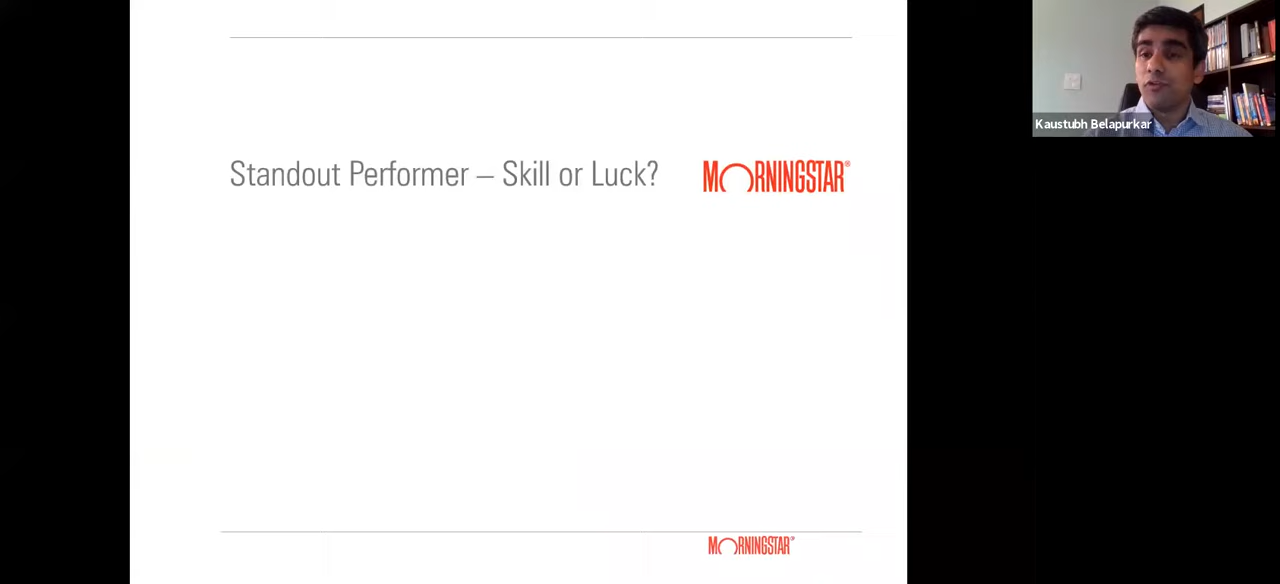 Standout Performer – Skill or Luck?
MORNINGSTAR®
Kaustubh Belapurkar
MORNINGSTAR®